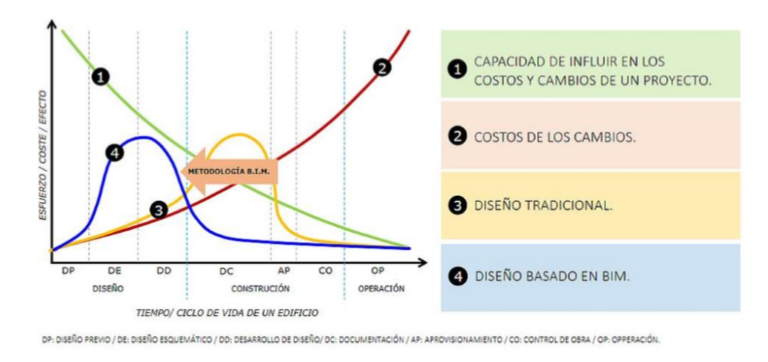 ESFUERZO / COSTE / EFECTO
1
2
3
4
METODOLOGÍA B.I.M.
DP DE DD DC AP CO OP
DISEÑO CONSTRUCCIÓN OPERACIÓN
TIEMPO/ CICLO DE VIDA DE UN EDIFICIO
1 CAPACIDAD DE INFLUIR EN LOS
COSTOS Y CAMBIOS DE UN PROYECTO.
2 COSTOS DE LOS CAMBIOS.
3 DISEÑO TRADICIONAL.
4 DISEÑO BASADO EN BIM.
DP: DISEÑO PREVIO / DE: DISEÑO ESQUEMÁTICO / DD: DESARROLLO DE DISEÑO/ DC: DOCUMENTACIÓN / AP: APROVISIONAMIENTO / CO: CONTROL DE OBRA / OP: OPPERACIÓN.